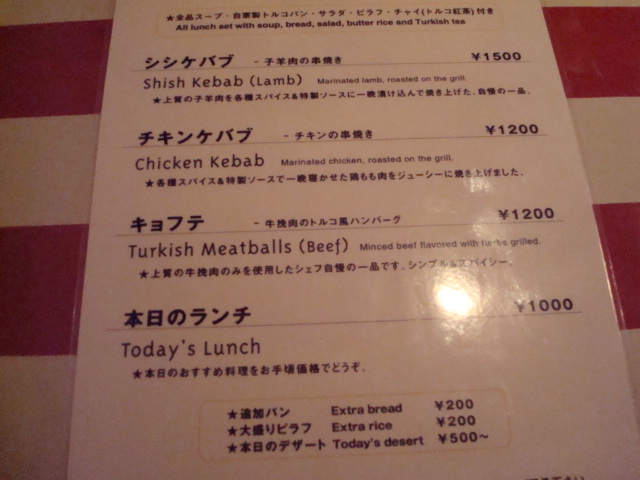 ★全品スープ・自家製トルコパン・サラダ・ピラフ・チャイ(トルコ紅茶)付き
All lunch set with soup, bread, salad, butter rice and Turkish tea
シシケバブ - 子羊肉の串焼き ¥1500
Shish Kebab (Lamb) Marinated lamb, roasted on the grill.
★上質の子羊肉を各種スパイス&特製ソースに一晩漬け込んで焼き上げた、自慢の一品。
チキンケバブ - チキンの串焼き ¥1200
Chicken Kebab Marinated chicken, roasted on the grill.
★各種スパイス&特製ソースで一晩寝かせた鶏もも肉をジューシーに焼き上げました。
キョフテ - 牛挽肉のトルコ風ハンバーグ ¥1200
Turkish Meatballs (Beef) Minced beef flavored with herbs grilled.
★上質の牛挽肉のみを使用したシェフ自慢の一品です、シンプル&スパイシー。
本日のランチ ¥1000
Today's Lunch
★本日のおすすめ料理をお手頃価格でどうぞ。
★追加パン Extra bread ¥200
★大盛りピラフ Extra rice ¥200
★本日のデザート Today's desert ¥500~